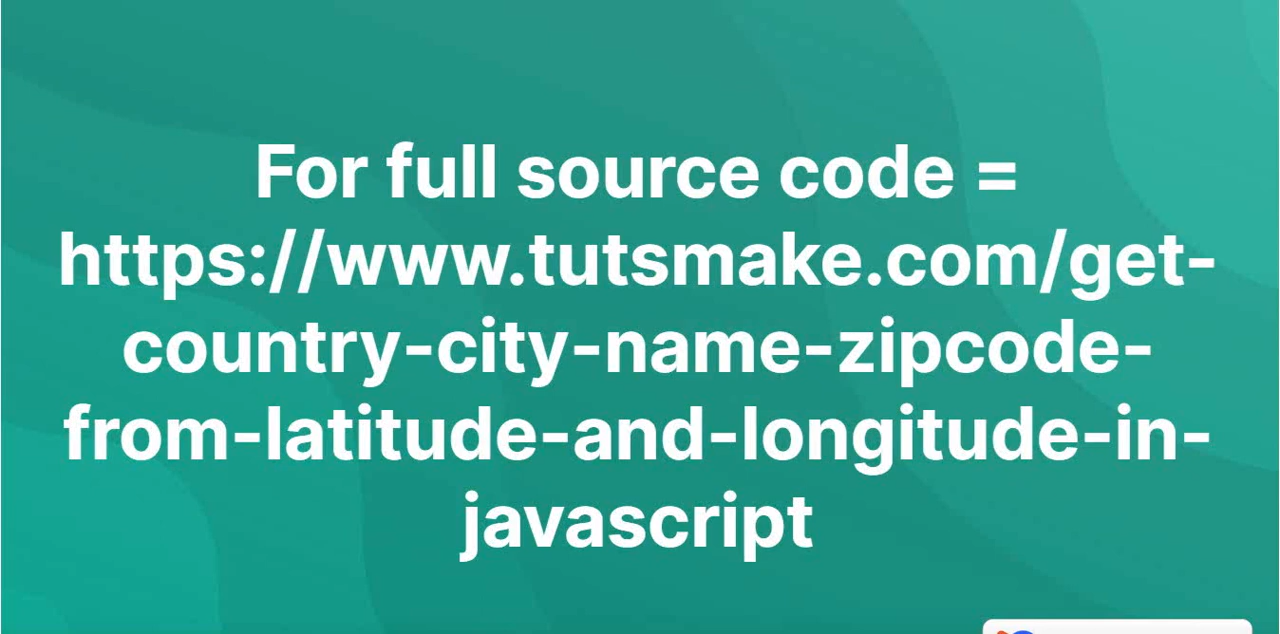 For full source code =
https://www.tutsmake.com/get-
country-city-name-zipcode-
from-latitude-and-longitude-in-
javascript